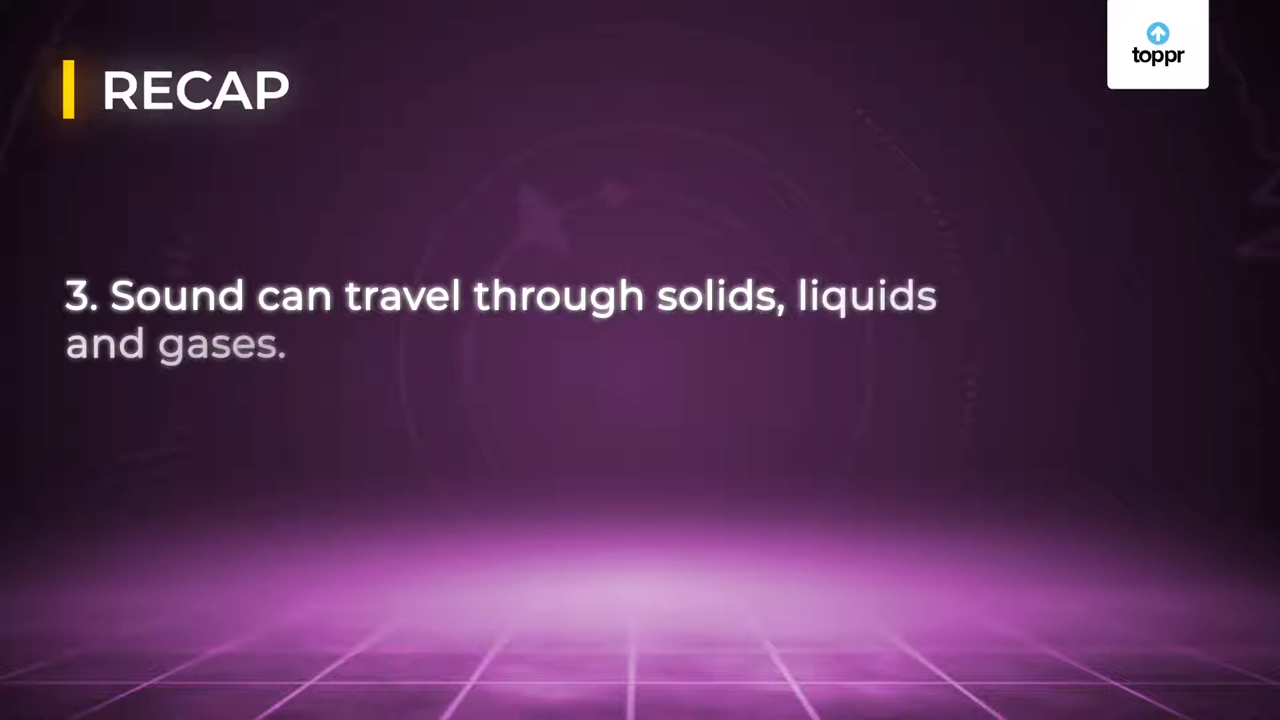 toppr
RECAP
3. Sound can travel through solids, liquids
and gases.